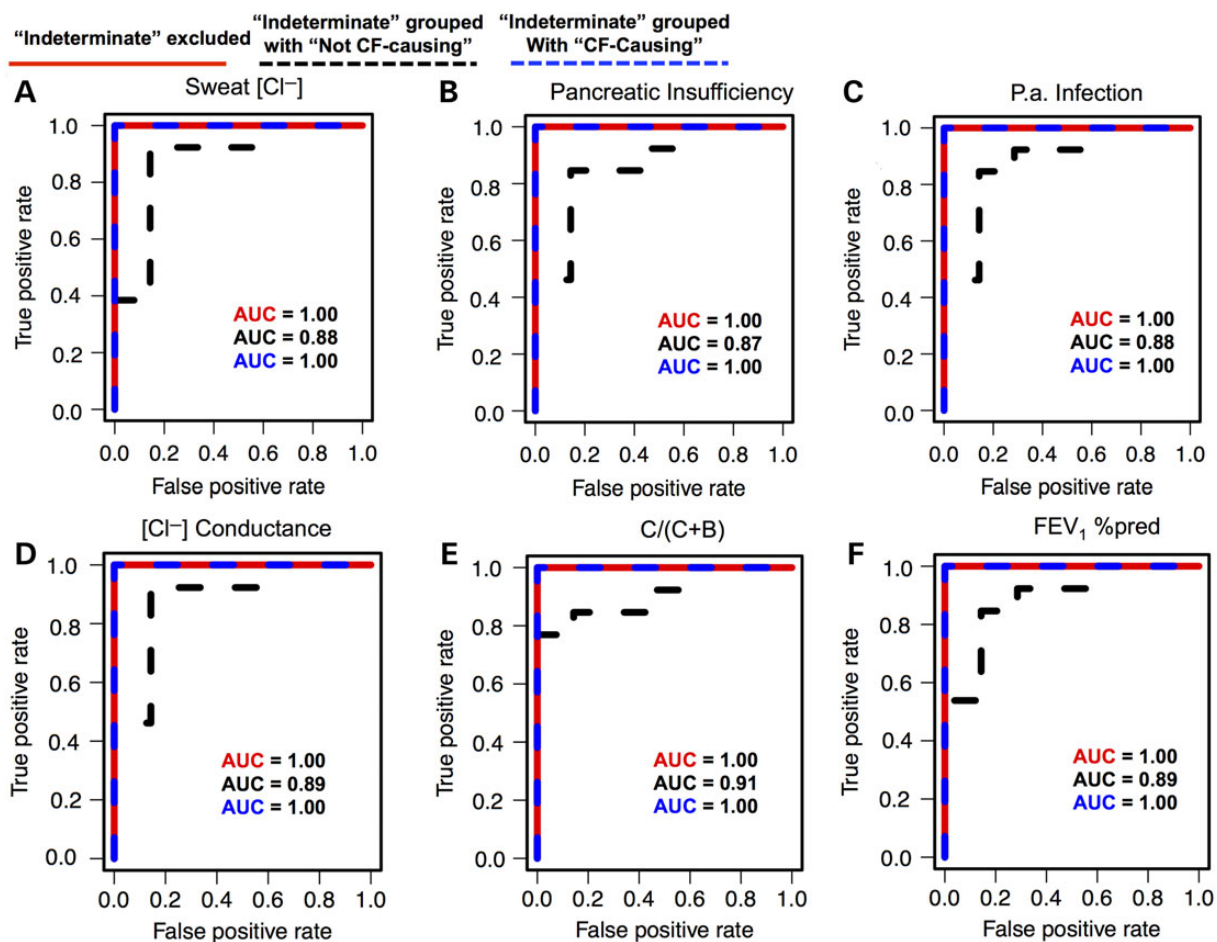 “Indeterminate” excluded
“Indeterminate” grouped
with “Not CF-causing”
“Indeterminate” grouped
With “CF-Causing”
A
Sweat [Cl–]
True positive rate
1.0
0.8
0.6
0.4
0.2
0.0
AUC = 1.00
AUC = 0.88
AUC = 1.00
0.0 0.2 0.4 0.6 0.8 1.0
False positive rate
B
Pancreatic Insufficiency
True positive rate
1.0
0.8
0.6
0.4
0.2
0.0
AUC = 1.00
AUC = 0.87
AUC = 1.00
0.0 0.2 0.4 0.6 0.8 1.0
False positive rate
C
P.a. Infection
True positive rate
1.0
0.8
0.6
0.4
0.2
0.0
AUC = 1.00
AUC = 0.88
AUC = 1.00
0.0 0.2 0.4 0.6 0.8 1.0
False positive rate
D
[Cl–] Conductance
True positive rate
1.0
0.8
0.6
0.4
0.2
0.0
AUC = 1.00
AUC = 0.89
AUC = 1.00
0.0 0.2 0.4 0.6 0.8 1.0
False positive rate
E
C/(C+B)
True positive rate
1.0
0.8
0.6
0.4
0.2
0.0
AUC = 1.00
AUC = 0.91
AUC = 1.00
0.0 0.2 0.4 0.6 0.8 1.0
False positive rate
F
FEV1 %pred
True positive rate
1.0
0.8
0.6
0.4
0.2
0.0
AUC = 1.00
AUC = 0.89
AUC = 1.00
0.0 0.2 0.4 0.6 0.8 1.0
False positive rate